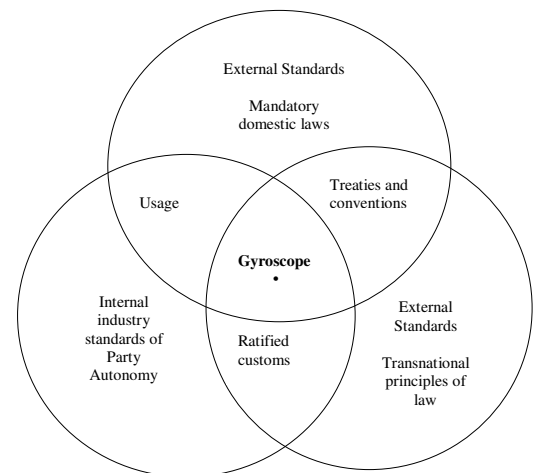 External Standards
Mandatory
domestic laws
Usage
Treaties and
conventions
Gyroscope
Internal
industry
standards of
Party
Autonomy
Ratified
customs
External
Standards
Transnational
principles of
law